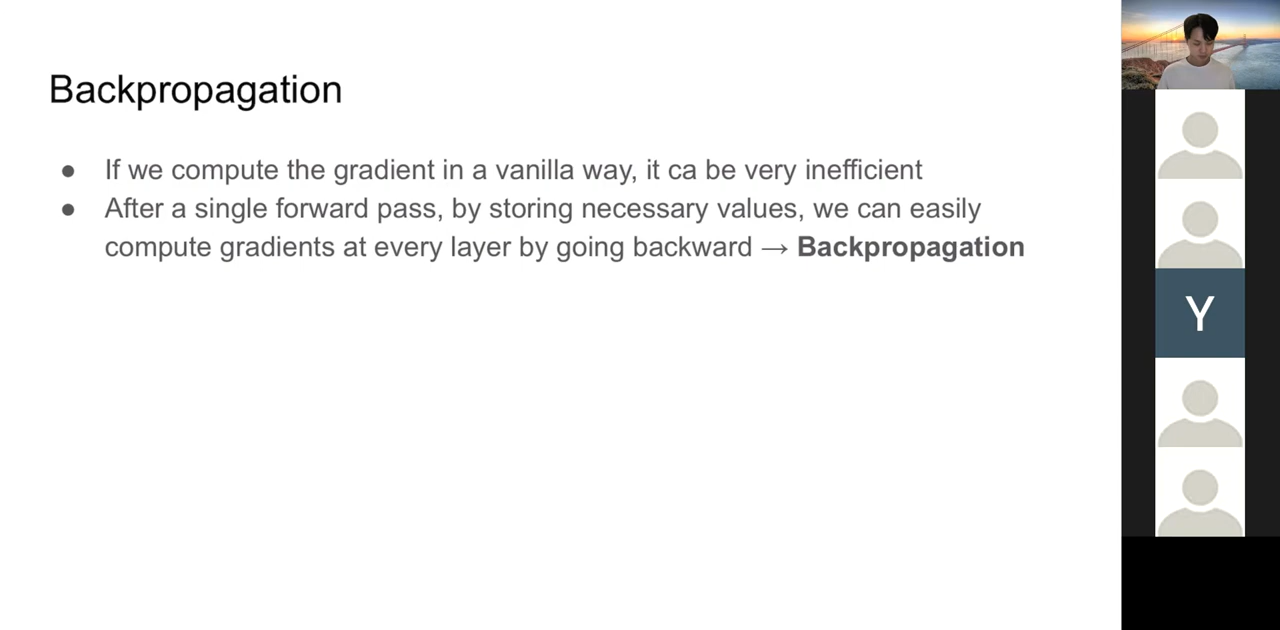 Backpropagation
● If we compute the gradient in a vanilla way, it ca be very inefficient
● After a single forward pass, by storing necessary values, we can easily
compute gradients at every layer by going backward → Backpropagation
Y